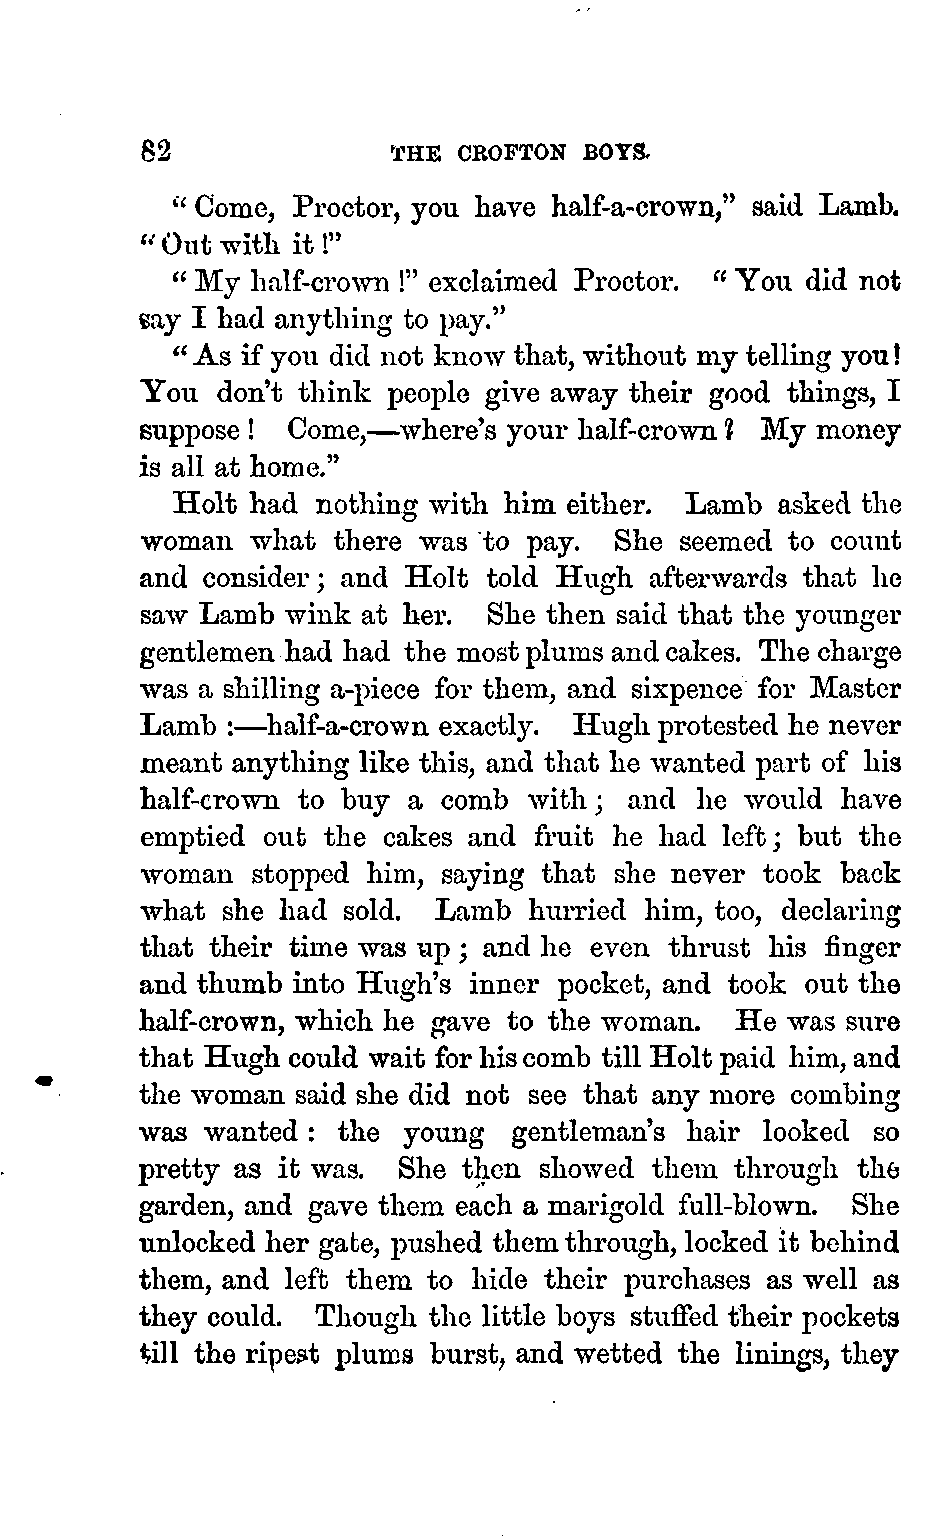 82 THE CROFTON BOYS.
“ Come, Proctor, you have half-a-crown,” said Lamb.
“ Out with it !”
“ My half-crown !” exclaimed Proctor. “ You did not
say I had anything to pay.”
“ As if you did not know that, without my telling you!
You don’t think people give away their good things, I
suppose ! Come,—where’s your half-crown ? My money
is all at home.”
Holt had nothing with him either. Lamb asked the
woman what there was to pay. She seemed to count
and consider ; and Holt told Hugh afterwards that he
saw Lamb wink at her. She then said that the younger
gentlemen had had the most plums and cakes. The charge
was a shilling a-piece for them, and sixpence for Master
Lamb :—half-a-crown exactly. Hugh protested he never
meant anything like this, and that he wanted part of his
half-crown to buy a comb with ; and he would have
emptied out the cakes and fruit he had left ; but the
woman stopped him, saying that she never took back
what she had sold. Lamb hurried him, too, declaring
that their time was up ; and he even thrust his finger
and thumb into Hugh’s inner pocket, and took out the
half-crown, which he gave to the woman. He was sure
that Hugh could wait for his comb till Holt paid him, and
the woman said she did not see that any more combing
was wanted : the young gentleman’s hair looked so
pretty as it was. She then showed them through the
garden, and gave them each a marigold full-blown. She
unlocked her gate, pushed them through, locked it behind
them, and left them to hide their purchases as well as
they could. Though the little boys stuffed their pockets
till the ripest plums burst, and wetted the linings, they